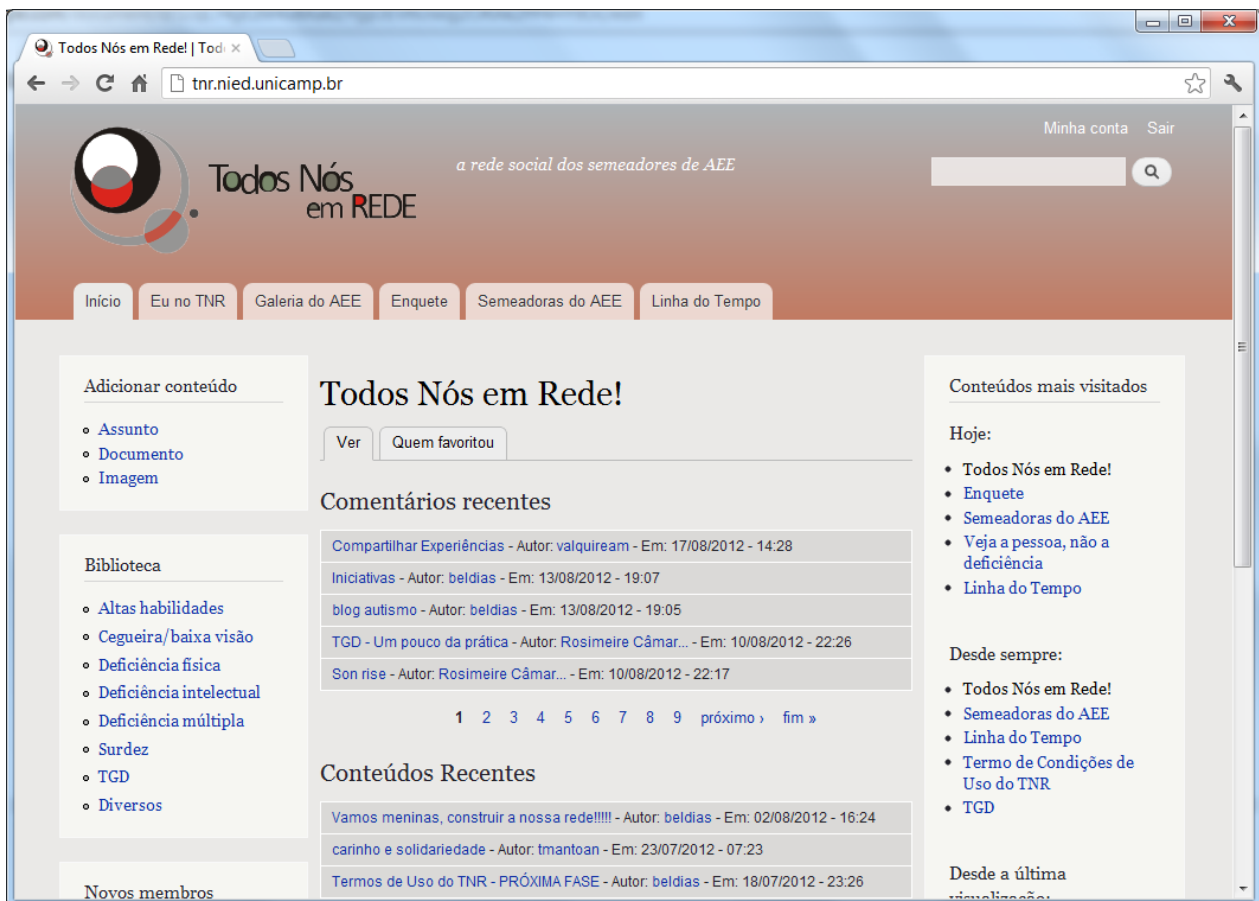 Todos Nós em Rede! | Tod
tnr.nied.unicamp.br
Minha conta Sair
Todos Nós
em REDE
a rede social dos semeadores de AEE
Início Eu no TNR Galeria do AEE Enquete Semeadoras do AEE Linha do Tempo
Adicionar conteúdo
Assunto
Documento
Imagem
Biblioteca
Altas habilidades
Cegueira/baixa visão
Deficiência física
Deficiência intelectual
Deficiência múltipla
Surdez
TGD
Diversos
Novos membros
Todos Nós em Rede!
Ver Quem favoritou
Comentários recentes
Compartilhar Experiências - Autor: valquiream - Em: 17/08/2012 - 14:28
Iniciativas - Autor: beldias - Em: 13/08/2012 - 19:07
blog autismo - Autor: beldias - Em: 13/08/2012 - 19:05
TGD - Um pouco da prática - Autor: Rosimeire Câmar... - Em: 10/08/2012 - 22:26
Son rise - Autor: Rosimeire Câmar... - Em: 10/08/2012 - 22:17
1 2 3 4 5 6 7 8 9 próximo › fim »
Conteúdos Recentes
Vamos meninas, construir a nossa rede!!!!! - Autor: beldias - Em: 02/08/2012 - 16:24
carinho e solidariedade - Autor: tmantoan - Em: 23/07/2012 - 07:23
Termos de Uso do TNR - PRÓXIMA FASE - Autor: beldias - Em: 18/07/2012 - 23:26
Conteúdos mais visitados
Hoje:
Todos Nós em Rede!
Enquete
Semeadoras do AEE
Veja a pessoa, não a
deficiência
Linha do Tempo
Desde sempre:
Todos Nós em Rede!
Semeadoras do AEE
Linha do Tempo
Termo de Condições de
Uso do TNR
TGD
Desde a última
visualização: